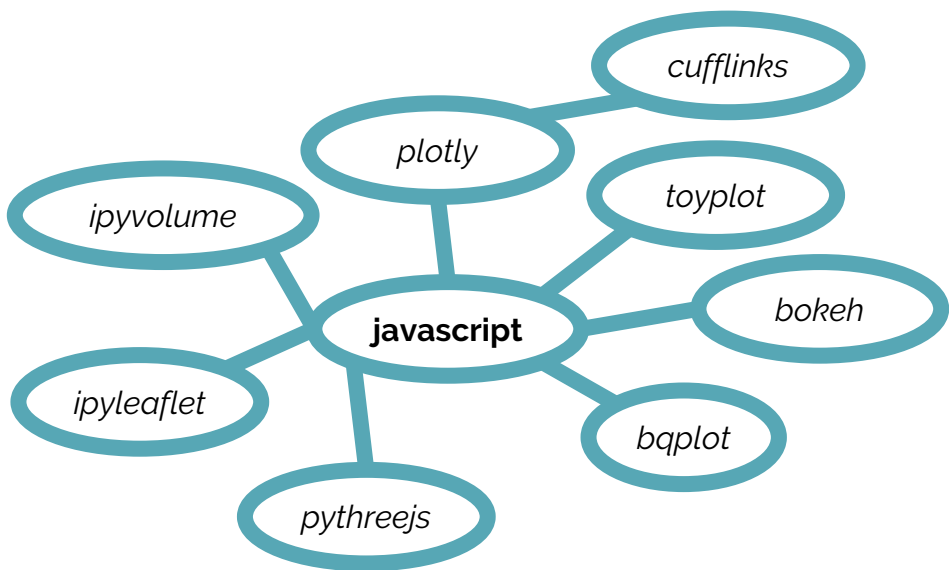 cufflinks
plotly
toyplot
ipyvolume
bokeh
javascript
ipyleaflet
bqplot
pythreejs